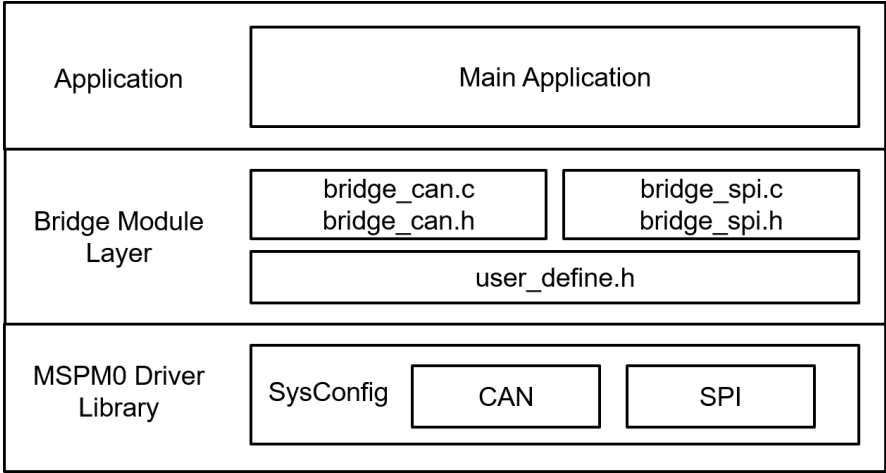 Application
Main Application
Bridge Module
Layer
bridge_can.c
bridge_can.h
bridge_spi.c
bridge_spi.h
user_define.h
MSPM0 Driver
Library
SysConfig
CAN
SPI